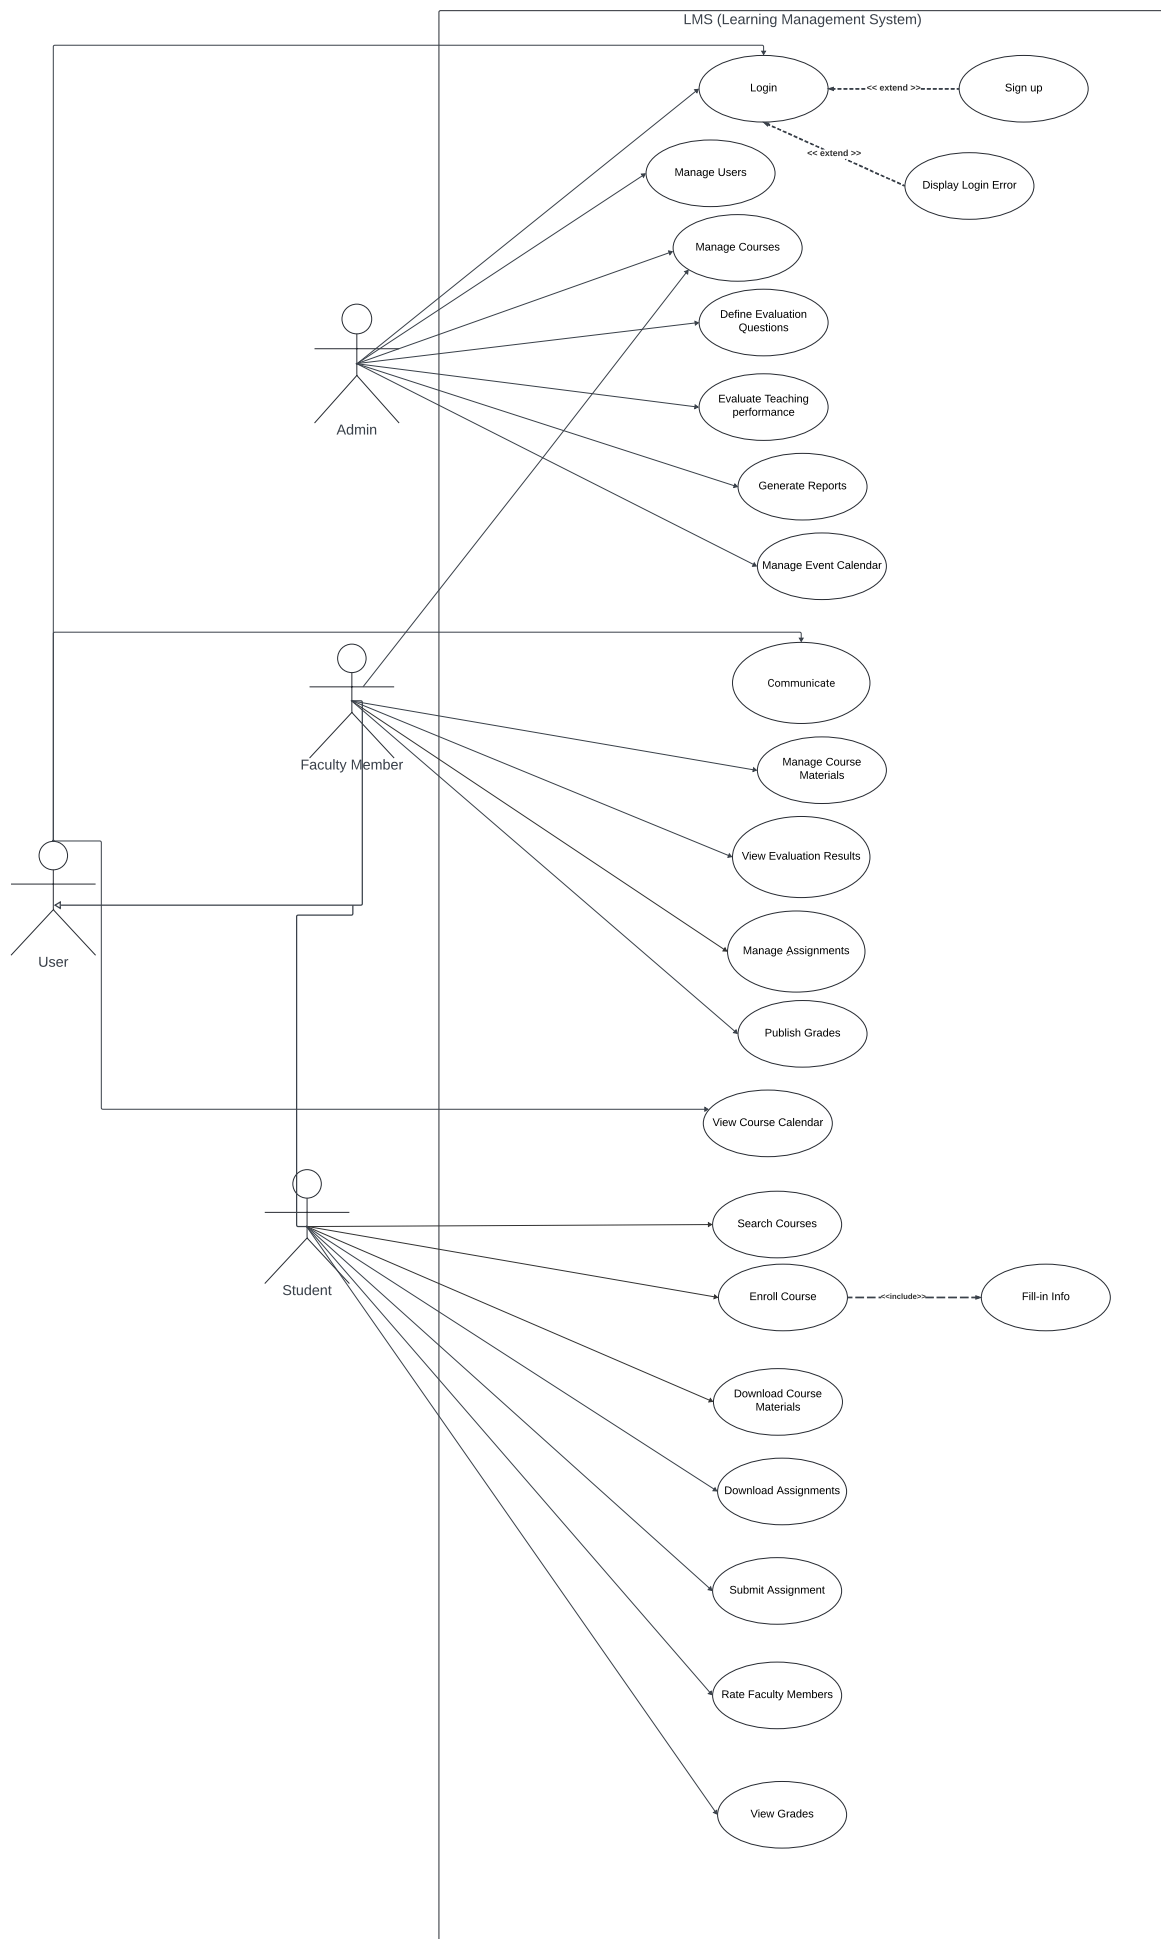 LMS (Learning Management System)
Login
<< extend >>
Sign up
<< extend >>
Display Login Error
Manage Users
Manage Courses
Define Evaluation
Questions
Admin
Evaluate Teaching
performance
Generate Reports
Manage Event Calendar
Communicate
Faculty Member
Manage Course
Materials
View Evaluation Results
User
Manage Assignments
Publish Grades
View Course Calendar
Search Courses
Student
Enroll Course
<<include>>
Fill-in Info
Download Course
Materials
Download Assignments
Submit Assignment
Rate Faculty Members
View Grades